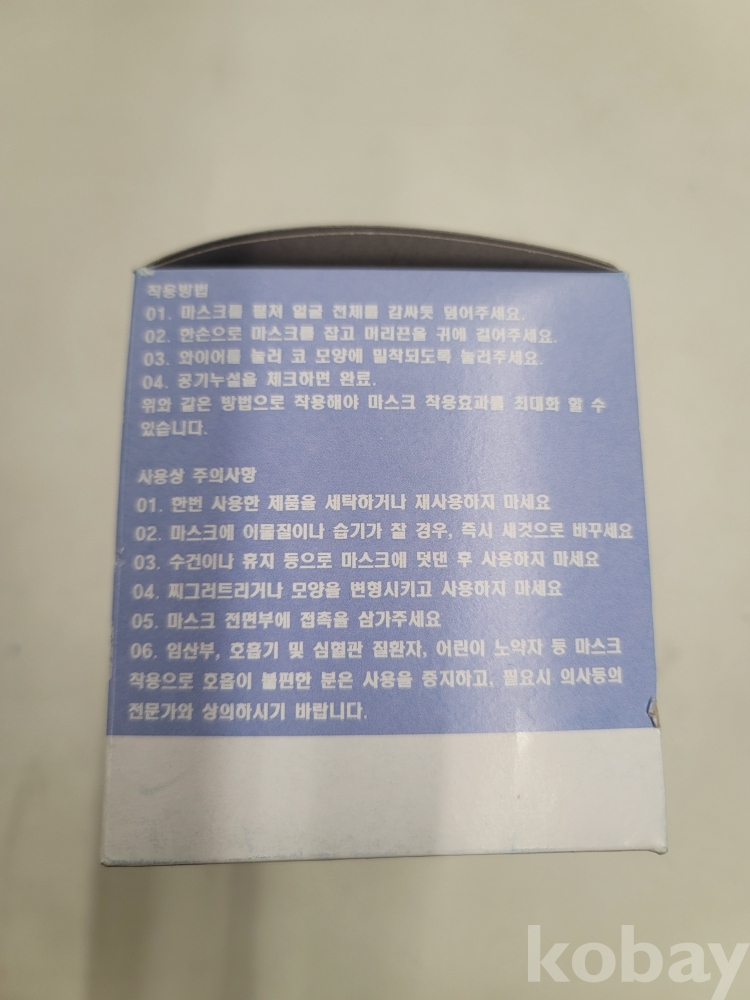 착용방법
01. 마스크를 펼쳐 얼굴 전체를 감싸듯 덮어주세요.
02. 한손으로 마스크를 잡고 머리끈을 귀에 걸어주세요.
03. 와이어를 눌러 코 모양에 밀착되도록 눌러주세요.
04. 공기누설을 체크하면 완료.
위와 같은 방법으로 착용해야 마스크 착용효과를 최대화 할 수
있습니다.
사용상 주의사항
01. 한번 사용한 제품을 세탁하거나 재사용하지 마세요
02. 마스크에 이물질이나 습기가 찰 경우, 즉시 새것으로 바꾸세요
03. 수건이나 휴지 등으로 마스크에 덧댄 후 사용하지 마세요
04. 찌그러트리거나 모양을 변형시키고 사용하지 마세요
05. 마스크 전면부에 접촉을 삼가주세요
06. 임산부, 호흡기 및 심혈관 질환자, 어린이 노약자 등 마스크
착용으로 호흡이 불편한 분은 사용을 중지하고, 필요시 의사등의
전문가와 상의하시기 바랍니다.
kobay